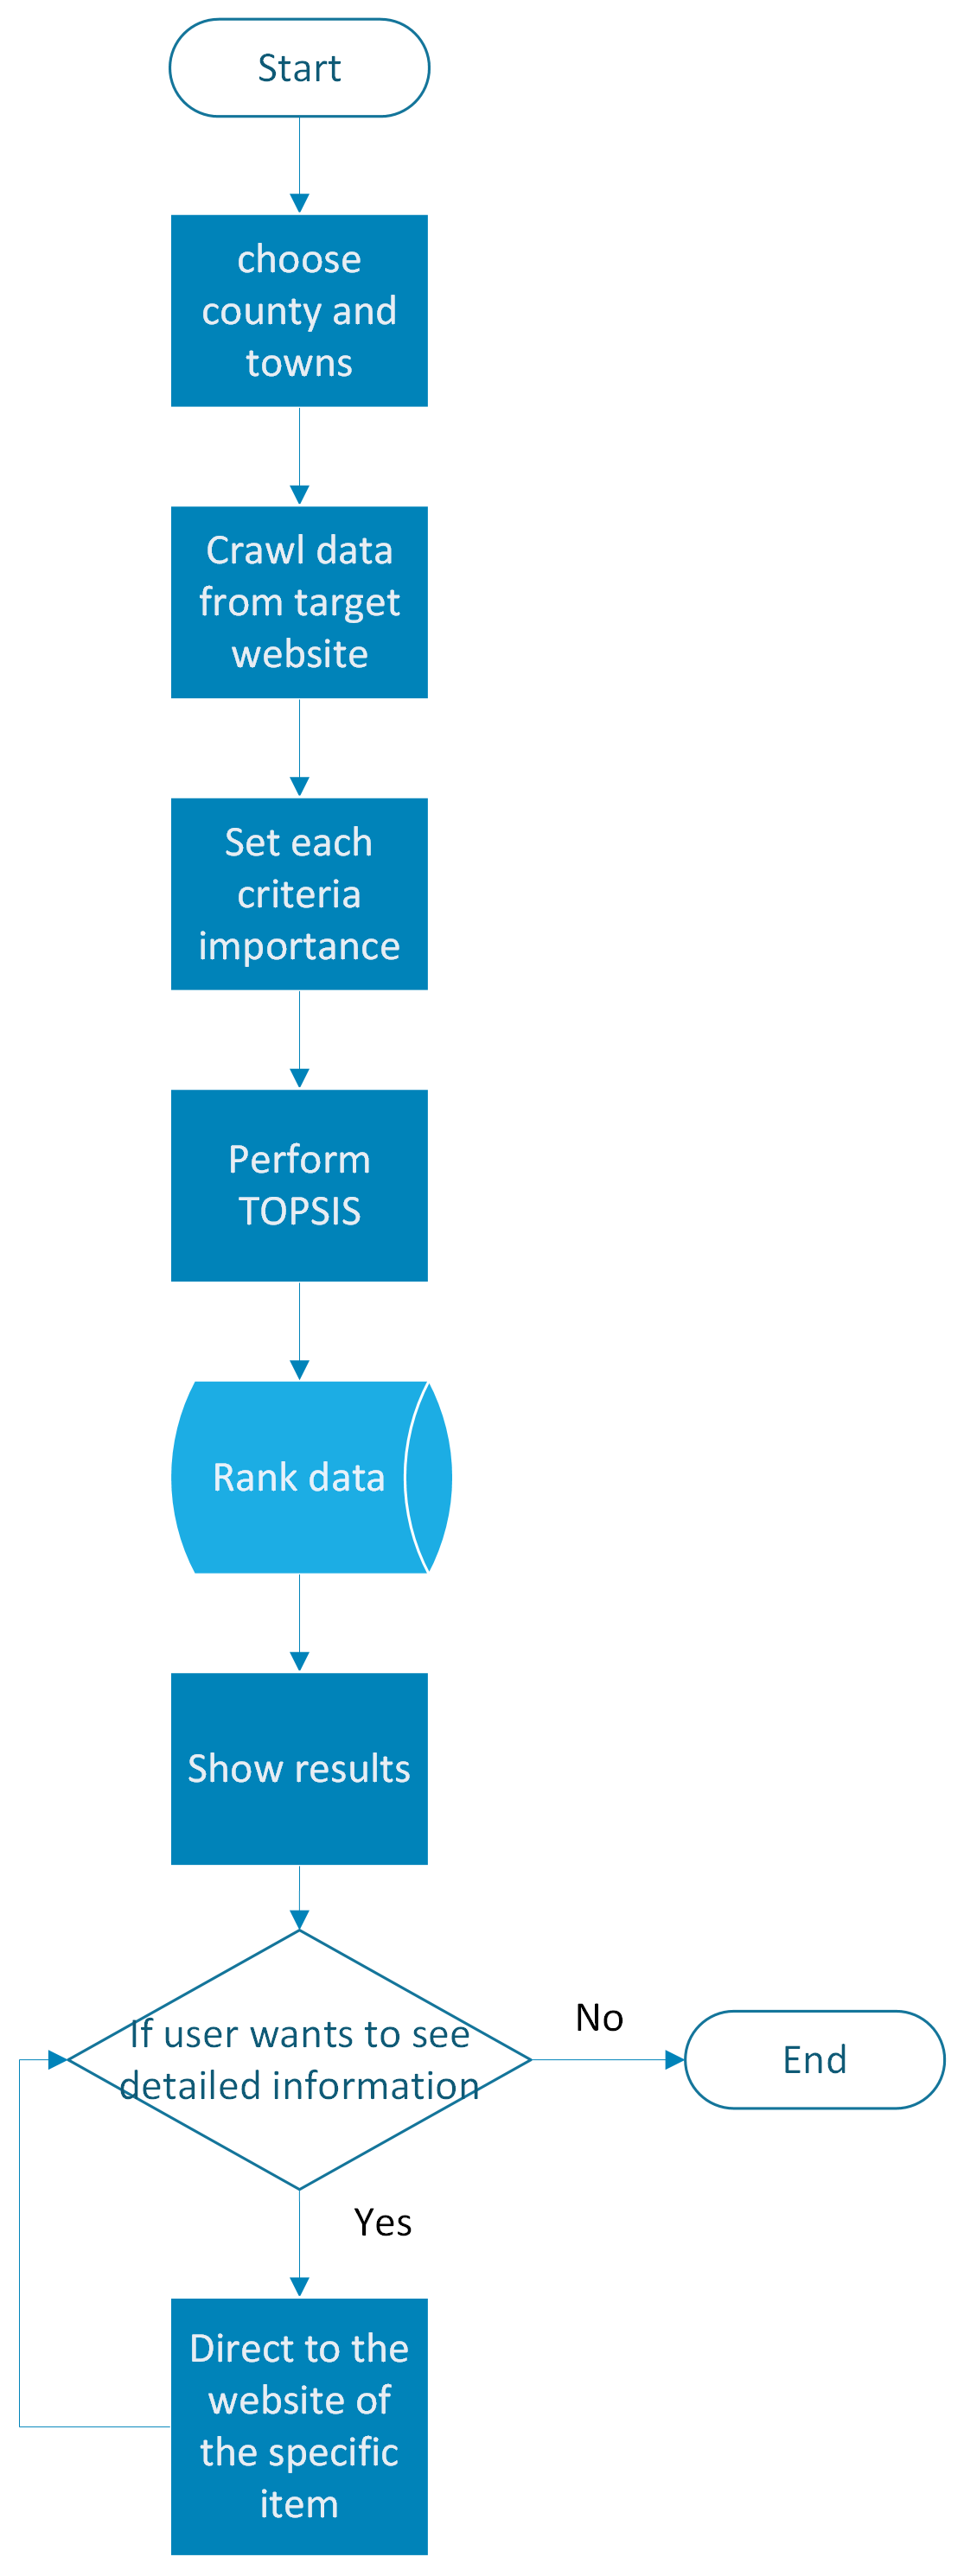 Start
choose
county and
towns
Crawl data
from target
website
Set each
criteria
importance
Perform
TOPSIS
Rank data
Show results
If user wants to see
detailed information
No
End
Yes
Direct to the
website of
the specific
item